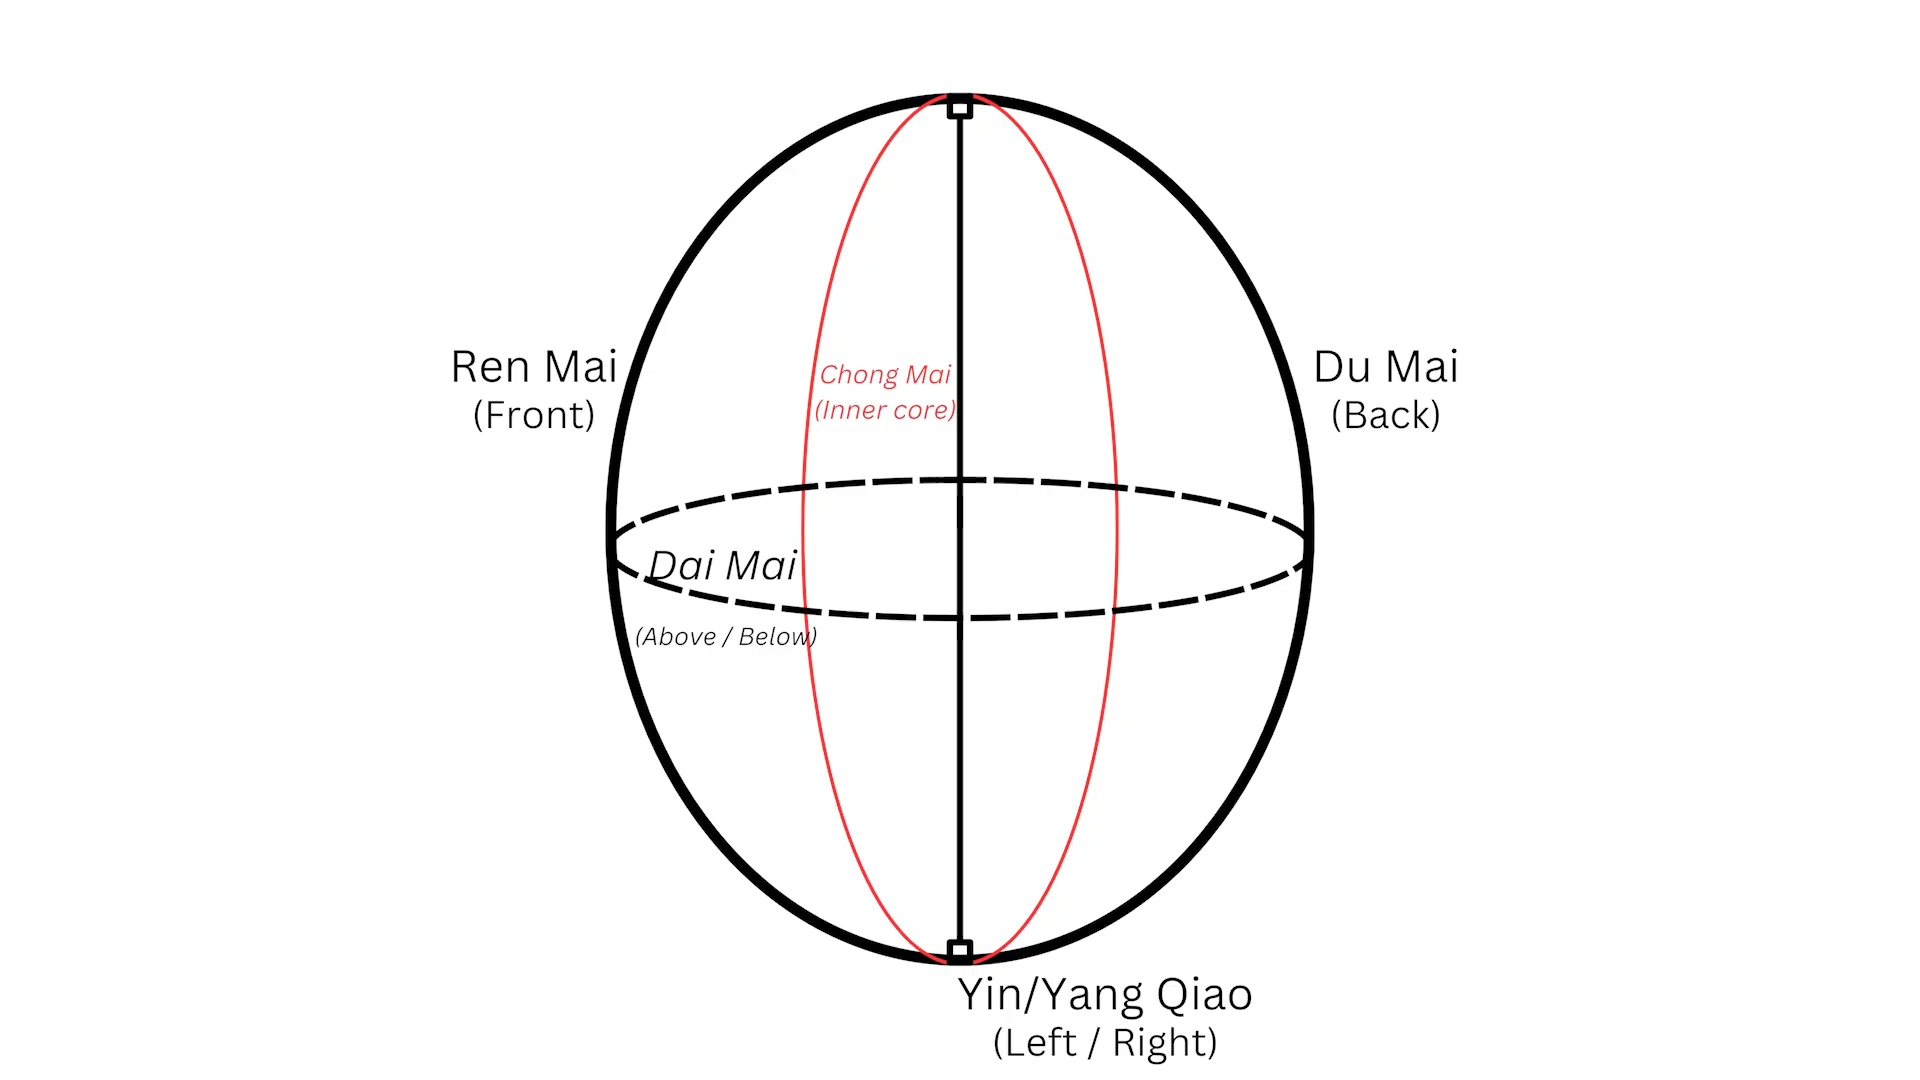 Ren Mai
(Front)
Chong Mai
(Inner core)
Du Mai
(Back)
Dai Mai
(Above / Below)
Yin/Yang Qiao
(Left / Right)